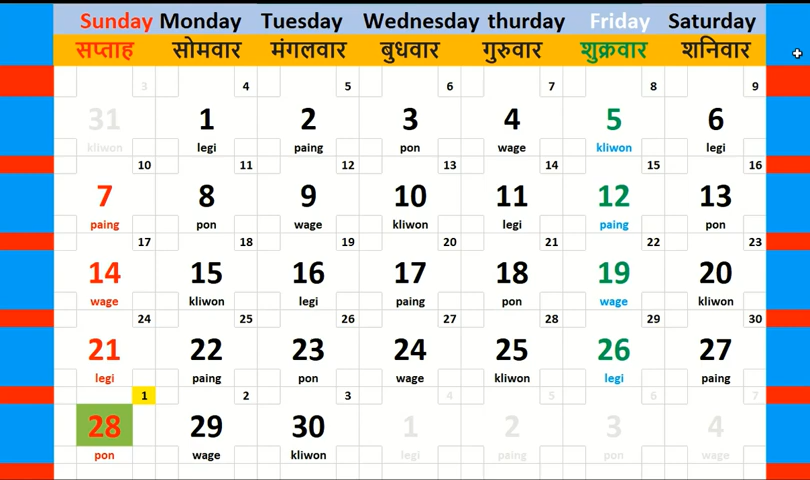 Sunday Monday Tuesday Wednesday thurday Friday Saturday
सप्ताह सोमवार मंगलवार बुधवार गुरुवार शुक्रवार शनिवार
3 4 5 6 7 8 9
31 1 2 3 4 5 6
kliwon legi paing pon wage kliwon legi
10 11 12 13 14 15 16
7 8 9 10 11 12 13
paing pon wage kliwon legi paing pon
17 18 19 20 21 22 23
14 15 16 17 18 19 20
wage kliwon legi paing pon wage kliwon
24 25 26 27 28 29 30
21 22 23 24 25 26 27
legi paing pon wage kliwon legi paing
1 2 3 4 5 6 7
28 29 30 1 2 3 4
pon wage kliwon legi paing pon wage